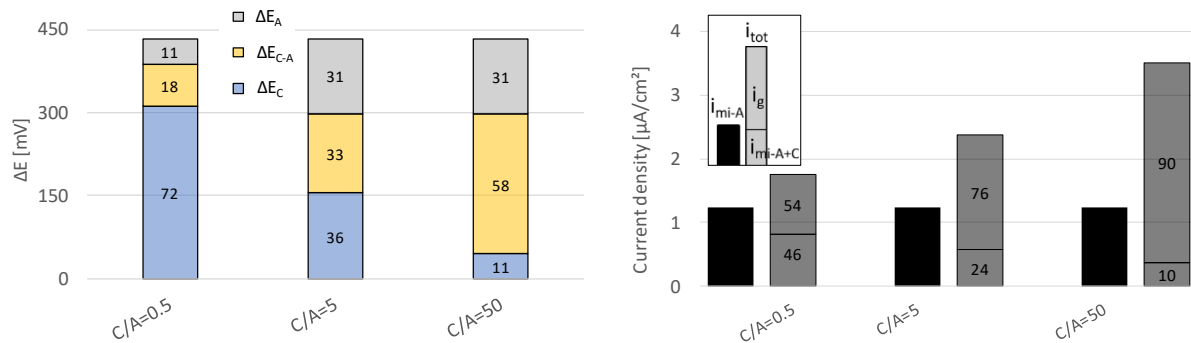 ΔE [mV]
450
300
150
0
ΔE_A
ΔE_C-A
ΔE_C
11
18
72
31
33
36
31
58
11
C/A=0.5
C/A=5
C/A=50
Current density [µA/cm²]
4
3
2
1
0
i_tot
i_mi-A
i_g
i_mi-A+C
54
46
76
24
90
10
C/A=0.5
C/A=5
C/A=50